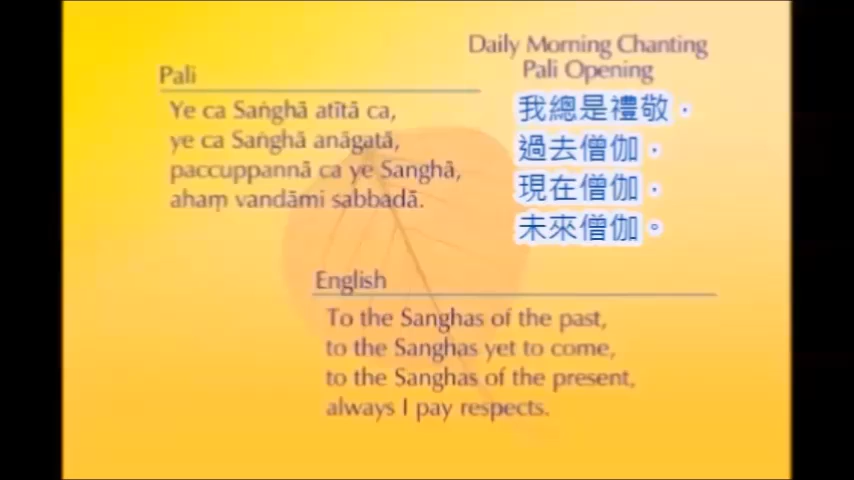 Daily Morning Chanting
Pali Opening
Pali
Ye ca Saṅghā atītā ca,
ye ca Saṅghā anāgatā,
paccuppannā ca ye Saṅghā,
ahaṃ vandāmi sabbadā.
我總是禮敬，
過去僧伽，
現在僧伽，
未來僧伽。
English
To the Sanghas of the past,
to the Sanghas yet to come,
to the Sanghas of the present,
always I pay respects.